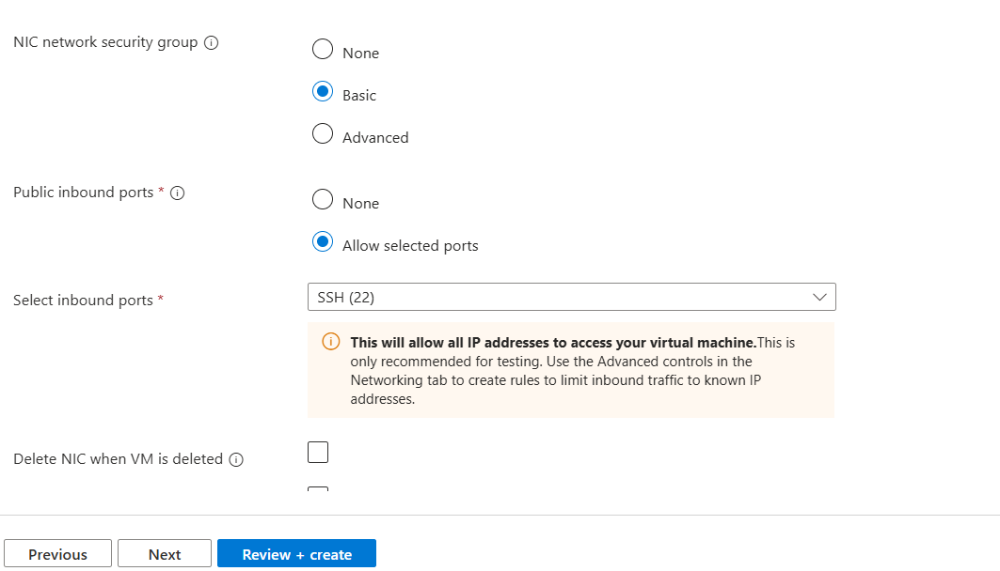 NIC network security group
None
Basic
Advanced
Public inbound ports *
None
Allow selected ports
Select inbound ports *
SSH (22)
This will allow all IP addresses to access your virtual machine.This is
only recommended for testing. Use the Advanced controls in the
Networking tab to create rules to limit inbound traffic to known IP
addresses.
Delete NIC when VM is deleted
Previous
Next
Review + create